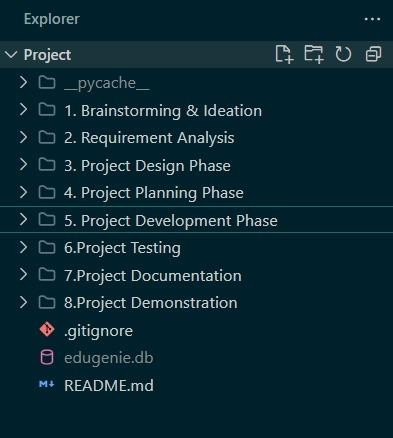 Explorer
Project
__pycache__
1. Brainstorming & Ideation
2. Requirement Analysis
3. Project Design Phase
4. Project Planning Phase
5. Project Development Phase
6.Project Testing
7.Project Documentation
8.Project Demonstration
.gitignore
edugenie.db
README.md